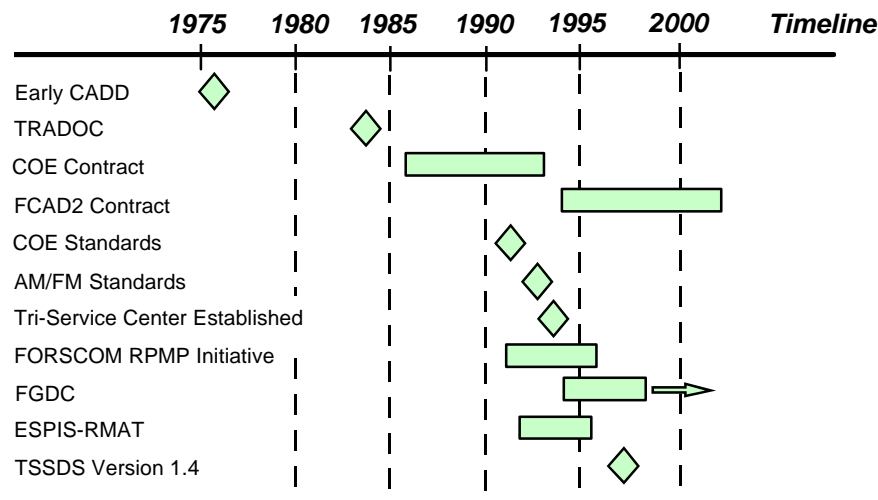 1975 1980 1985 1990 1995 2000 Timeline
Early CADD
TRADOC
COE Contract
FCAD2 Contract
COE Standards
AM/FM Standards
Tri-Service Center Established
FORSCOM RPMP Initiative
FGDC
ESPIS-RMAT
TSSDS Version 1.4